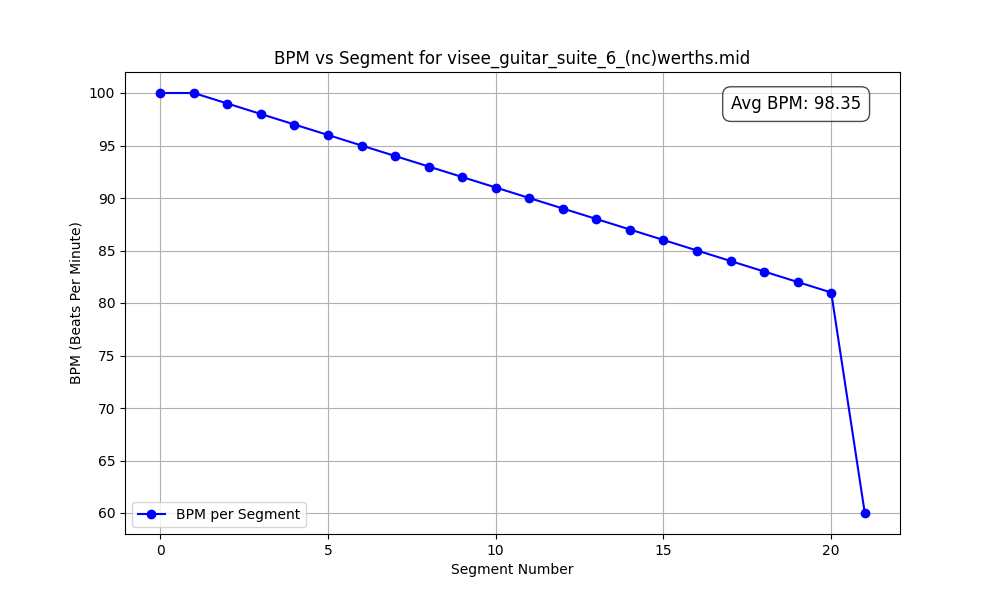 BPM vs Segment for visee_guitar_suite_6_(nc)werths.mid
Avg BPM: 98.35
BPM (Beats Per Minute)
100
95
90
85
80
75
70
65
60
BPM per Segment
0 5 10 15 20
Segment Number